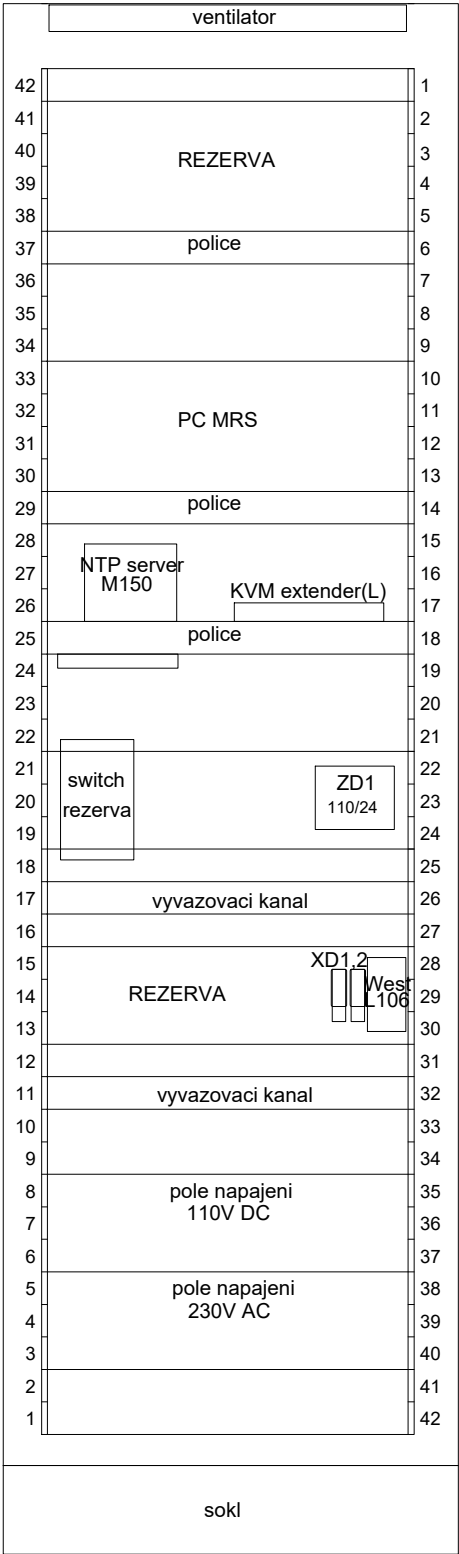 ventilator
42 1
41 2
40 REZERVA 3
39 4
38 5
37 police 6
36 7
35 8
34 9
33 10
32 PC MRS 11
31 12
30 13
29 police 14
28 15
NTP server
27 M150 16
26 KVM extender(L) 17
25 police 18
24 19
23 20
22 21
21 switch ZD1 22
20 rezerva 110/24 23
19 24
18 25
17 vyvazovaci kanal 26
16 27
15 XD1,2 28
14 REZERVA West 29
L106
13 30
12 31
11 vyvazovaci kanal 32
10 33
9 34
8 pole napajeni 35
7 110V DC 36
6 37
5 pole napajeni 38
4 230V AC 39
3 40
2 41
1 42
sokl